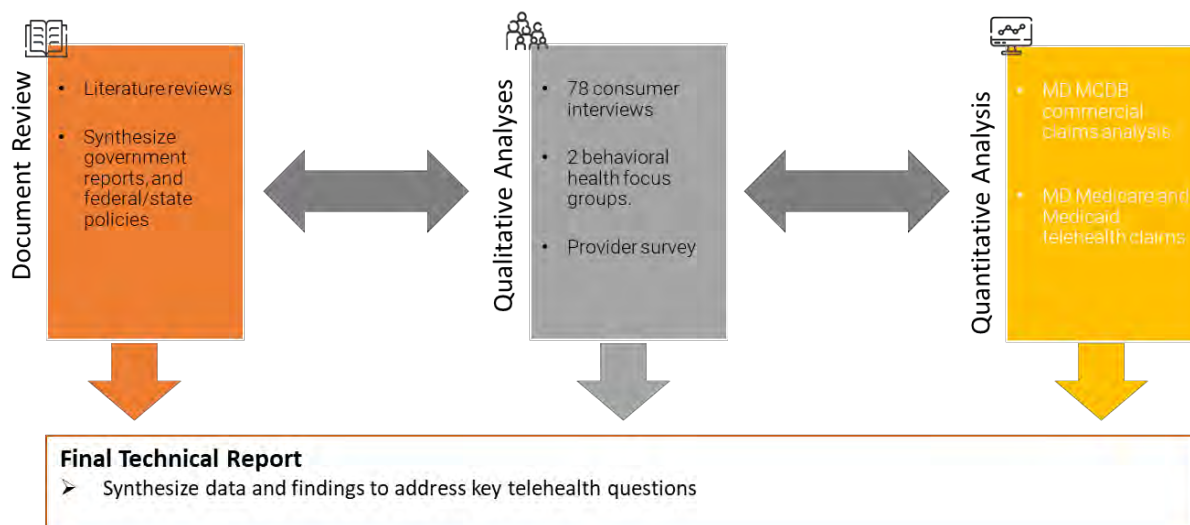 Document Review
• Literature reviews
• Synthesize
government
reports, and
federal/state
policies
Qualitative Analyses
• 78 consumer
interviews
• 2 behavioral
health focus
groups.
• Provider survey
Quantitative Analysis
• MD MCDB
commercial
claims analysis
• MD Medicare and
Medicaid
telehealth claims
Final Technical Report
➢ Synthesize data and findings to address key telehealth questions